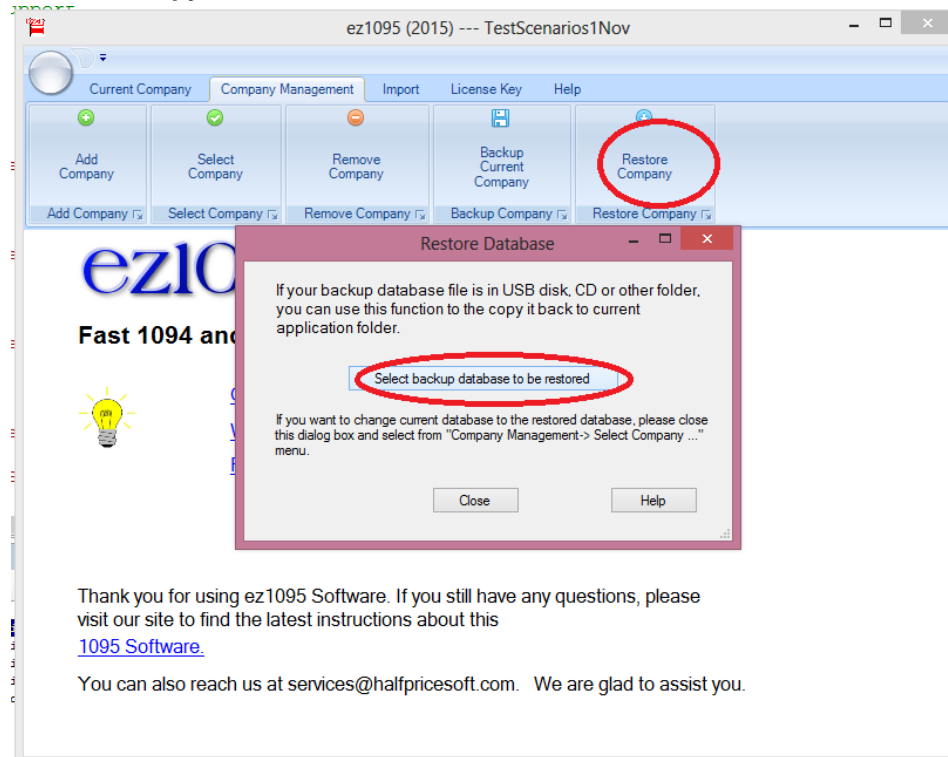 ez1095 (2015) --- TestScenarios1Nov
Current Company Company Management Import License Key Help
Add Company
Select Company
Remove Company
Backup Current Company
Restore Company
Add Company Select Company Remove Company Backup Company Restore Company
Restore Database
If your backup database file is in USB disk, CD or other folder,
you can use this function to the copy it back to current
application folder.
Select backup database to be restored
If you want to change current database to the restored database, please close
this dialog box and select from "Company Management-> Select Company ..."
menu.
Close Help
ez10
Fast 1094 and
Thank you for using ez1095 Software. If you still have any questions, please
visit our site to find the latest instructions about this
1095 Software.
You can also reach us at services@halfpricesoft.com. We are glad to assist you.